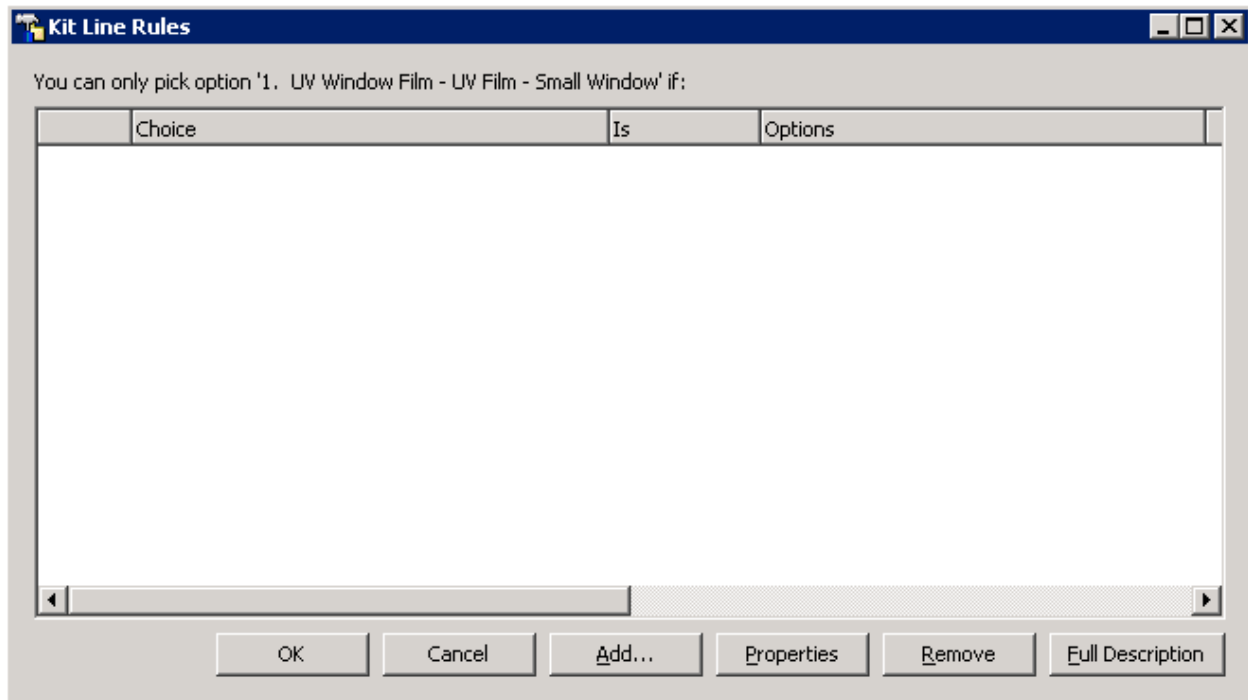 Kit Line Rules
You can only pick option '1.  UV Window Film - UV Film - Small Window' if:
Choice Is Options
OK Cancel Add... Properties Remove Full Description